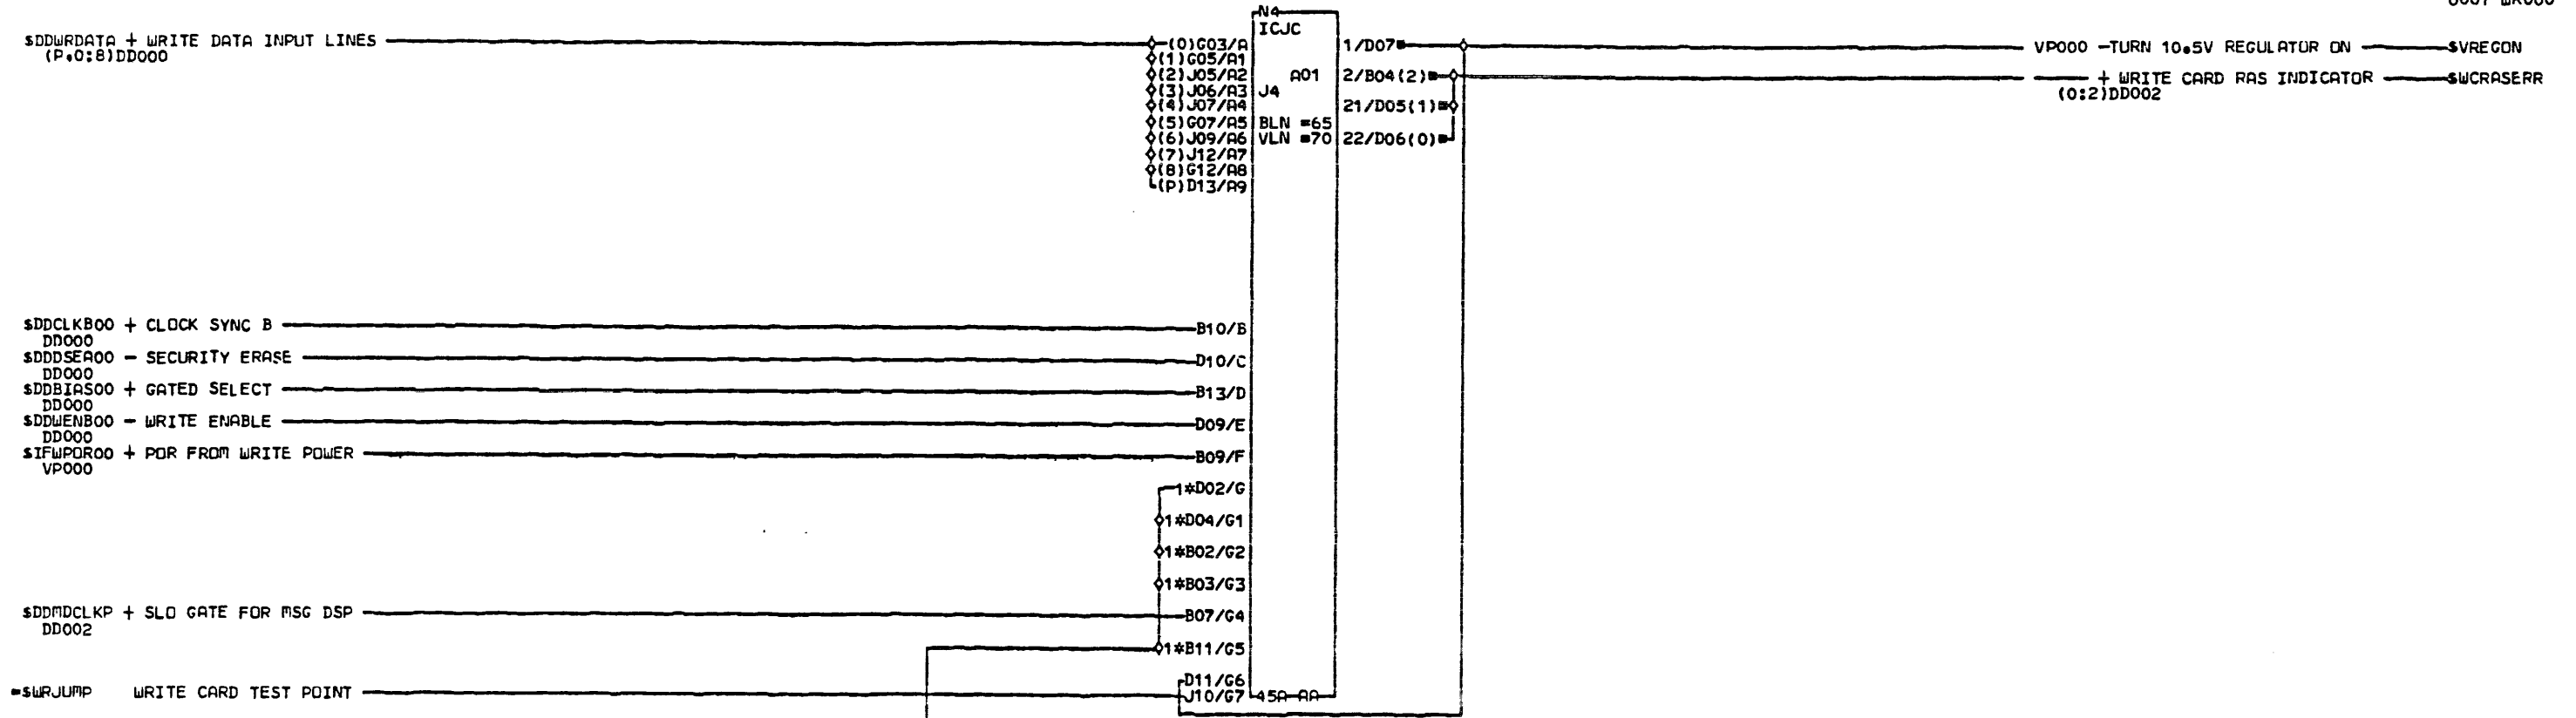 $DDWRDATA + WRITE DATA INPUT LINES
(P,0:8)DD000
N4
ICJC
A01
J4
BLN =65
VLN =70
(0)G03/A
(1)G05/A1
(2)J05/A2
(3)J06/A3
(4)J07/A4
(5)G07/A5
(6)J09/A6
(7)J12/A7
(8)G12/A8
(P)D13/A9
1/D07
2/B04(2)
21/D05(1)
22/D06(0)
VP000 -TURN 10.5V REGULATOR ON $VREGON
+ WRITE CARD RAS INDICATOR $WCRASERR
(0:2)DD002
$DDCLKB00 + CLOCK SYNC B B10/B
DD000
$DDDSEA00 - SECURITY ERASE D10/C
DD000
$DDBIAS00 + GATED SELECT B13/D
DD000
$DDWENB00 - WRITE ENABLE D09/E
DD000
$IFWPOR00 + POR FROM WRITE POWER B09/F
VP000
1*D02/G
1*D04/G1
1*B02/G2
1*B03/G3
$DDMDCLKP + SLO GATE FOR MSG DSP B07/G4
DD002
1*B11/G5
D11/G6
=$WRJUMP WRITE CARD TEST POINT J10/G7
45A-AA